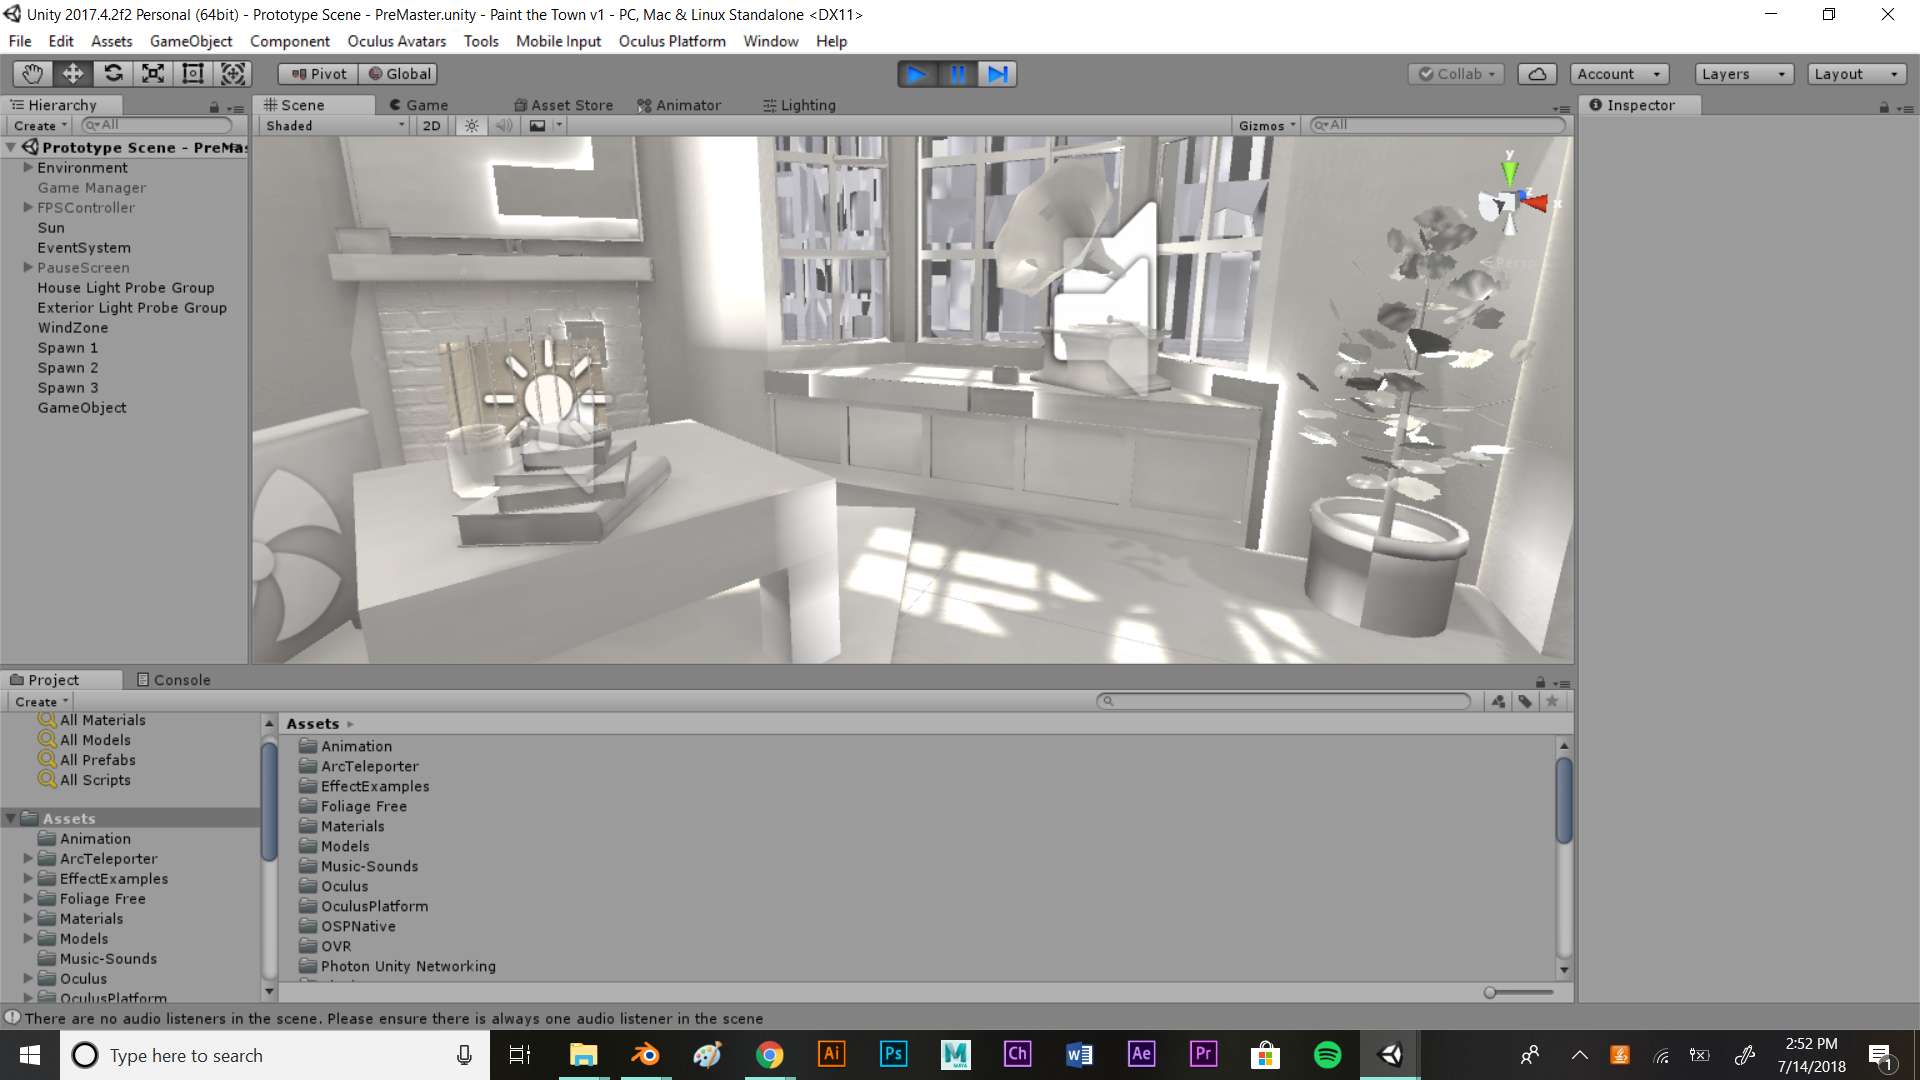 Unity 2017.4.2f2 Personal (64bit) - Prototype Scene - PreMaster.unity - Paint the Town v1 - PC, Mac & Linux Standalone <DX11>
File Edit Assets GameObject Component Oculus Avatars Tools Mobile Input Oculus Platform Window Help
Pivot Global Collab Account Layers Layout
Hierarchy Scene Game Asset Store Animator Lighting Inspector
Create All Shaded 2D Gizmos All
Prototype Scene - PreMas
Environment
Game Manager
FPSController
Sun
EventSystem
PauseScreen
House Light Probe Group
Exterior Light Probe Group
WindZone
Spawn 1
Spawn 2
Spawn 3
GameObject
y
z
x
Persp
Project Console
Create
All Materials
All Models
All Prefabs
All Scripts
Assets
Animation
ArcTeleporter
EffectExamples
Foliage Free
Materials
Models
Music-Sounds
Oculus
OculusPlatform
Assets
Animation
ArcTeleporter
EffectExamples
Foliage Free
Materials
Models
Music-Sounds
Oculus
OculusPlatform
OSPNative
OVR
Photon Unity Networking
There are no audio listeners in the scene. Please ensure there is always one audio listener in the scene
Type here to search
Ai Ps M Ch W Ae Pr
2:52 PM
7/14/2018
1